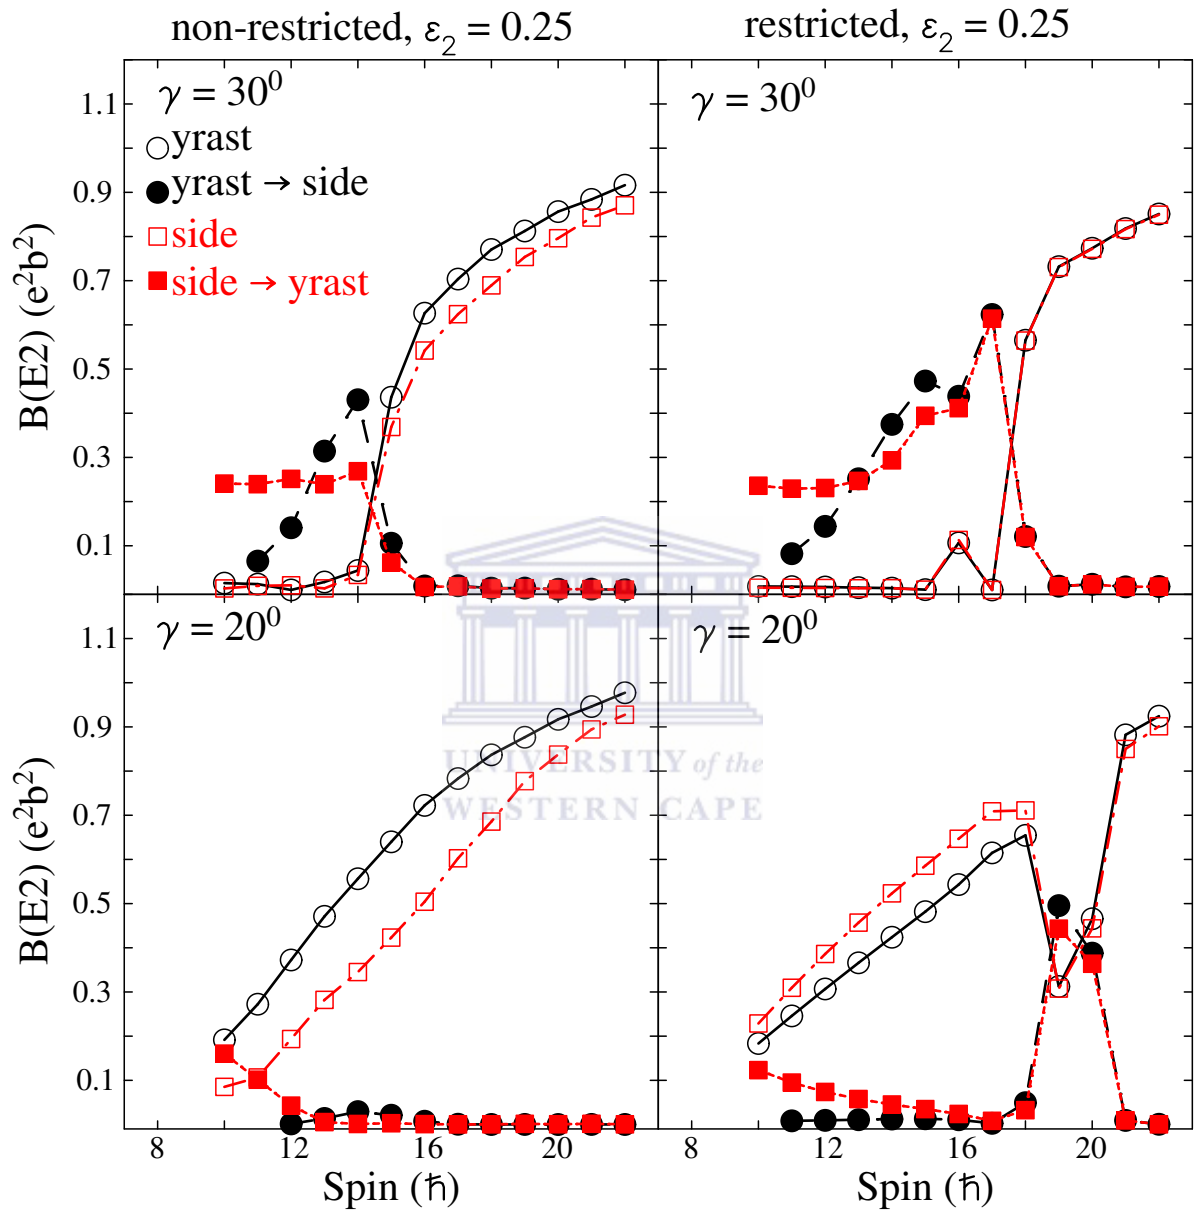 non-restricted, ε₂ = 0.25
restricted, ε₂ = 0.25
γ = 30⁰
yrast
yrast → side
side
side → yrast
γ = 30⁰
1.1
0.9
0.7
0.5
0.3
0.1
B(E2) (e²b²)
γ = 20⁰
γ = 20⁰
1.1
0.9
0.7
0.5
0.3
0.1
B(E2) (e²b²)
UNIVERSITY of the
WESTERN CAPE
8 12 16 20
8 12 16 20
Spin (ħ)
Spin (ħ)